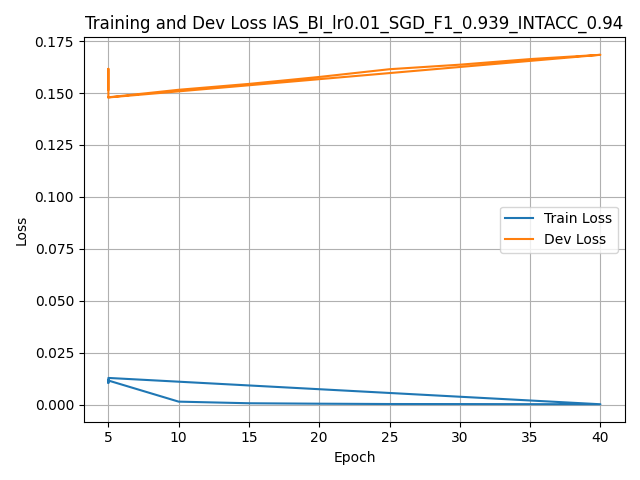 Training and Dev Loss IAS_BI_lr0.01_SGD_F1_0.939_INTACC_0.94
0.175
0.150
0.125
0.100
0.075
0.050
0.025
0.000
Loss
Train Loss
Dev Loss
5 10 15 20 25 30 35 40
Epoch